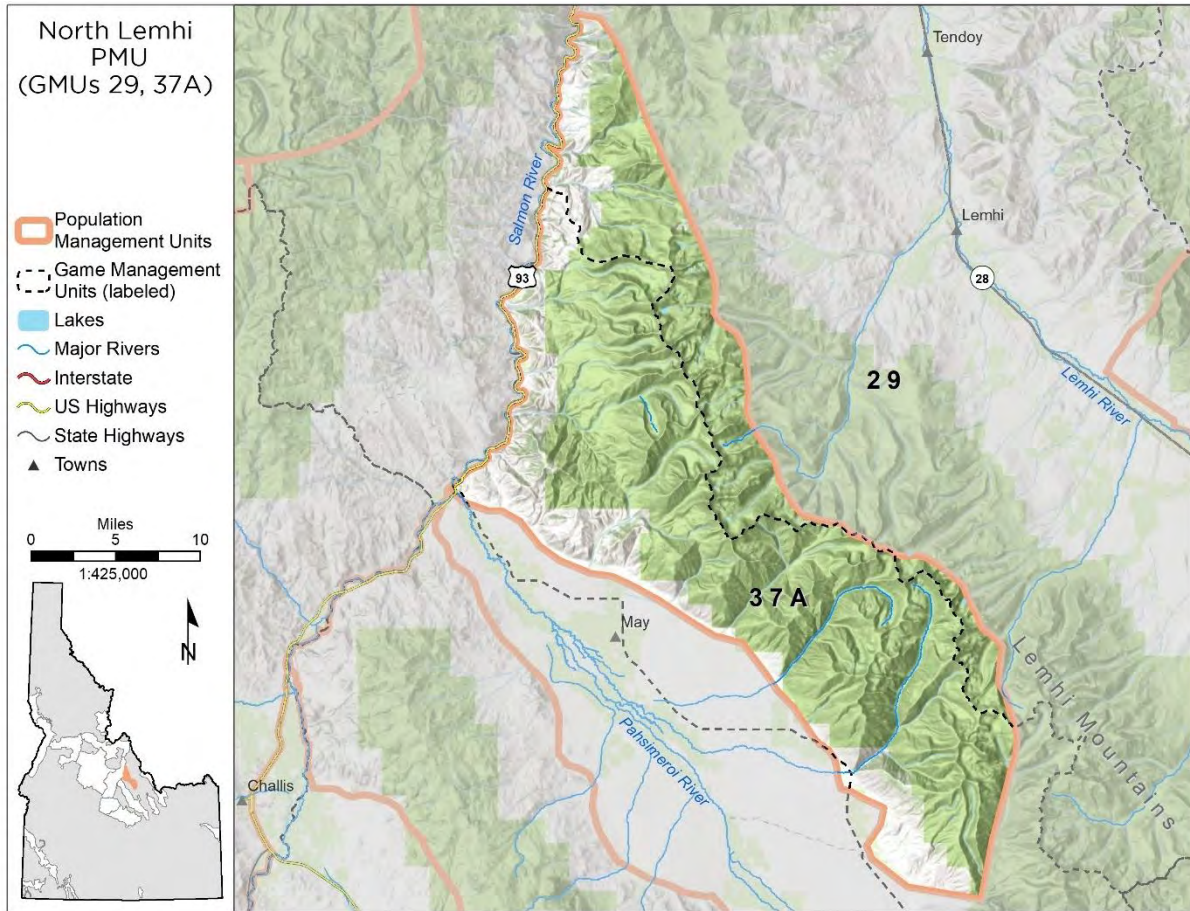 North Lemhi
PMU
(GMUs 29, 37A)
Population
Management Units
Game Management
Units (labeled)
Lakes
Major Rivers
Interstate
US Highways
State Highways
Towns
Miles
0 5 10
1:425,000
N
Tendoy
Salmon River
Lemhi
93
28
29
Lemhi River
37A
May
Lemhi Mountains
Pahsimeroi River
Challis